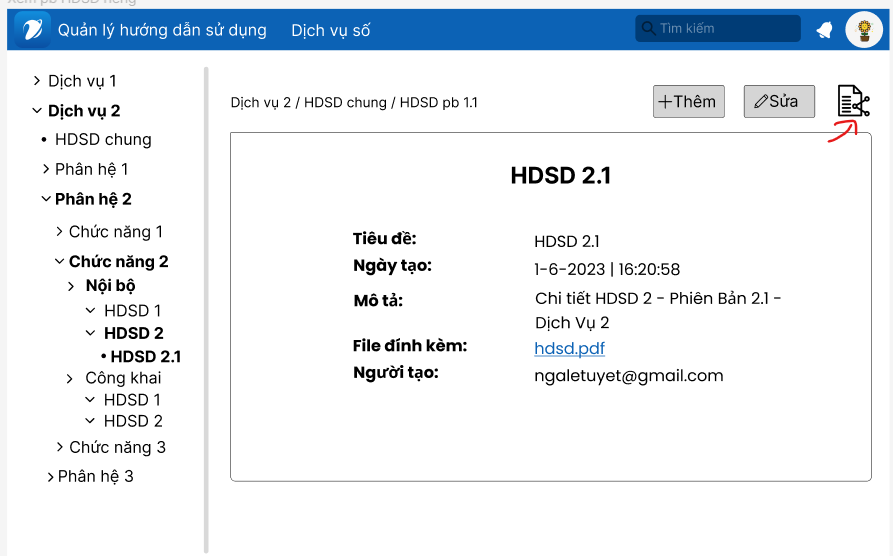 Xem pb HDSD riêng
Quản lý hướng dẫn sử dụng
Dịch vụ số
Tìm kiếm
Dịch vụ 1
Dịch vụ 2
• HDSD chung
Phân hệ 1
Phân hệ 2
Chức năng 1
Chức năng 2
Nội bộ
HDSD 1
HDSD 2
• HDSD 2.1
Công khai
HDSD 1
HDSD 2
Chức năng 3
Phân hệ 3
Dịch vụ 2 / HDSD chung / HDSD pb 1.1
+Thêm
Sửa
HDSD 2.1
Tiêu đề: HDSD 2.1
Ngày tạo: 1-6-2023 | 16:20:58
Mô tả: Chi tiết HDSD 2 - Phiên Bản 2.1 -
Dịch Vụ 2
File đính kèm: hdsd.pdf
Người tạo: ngaletuyet@gmail.com